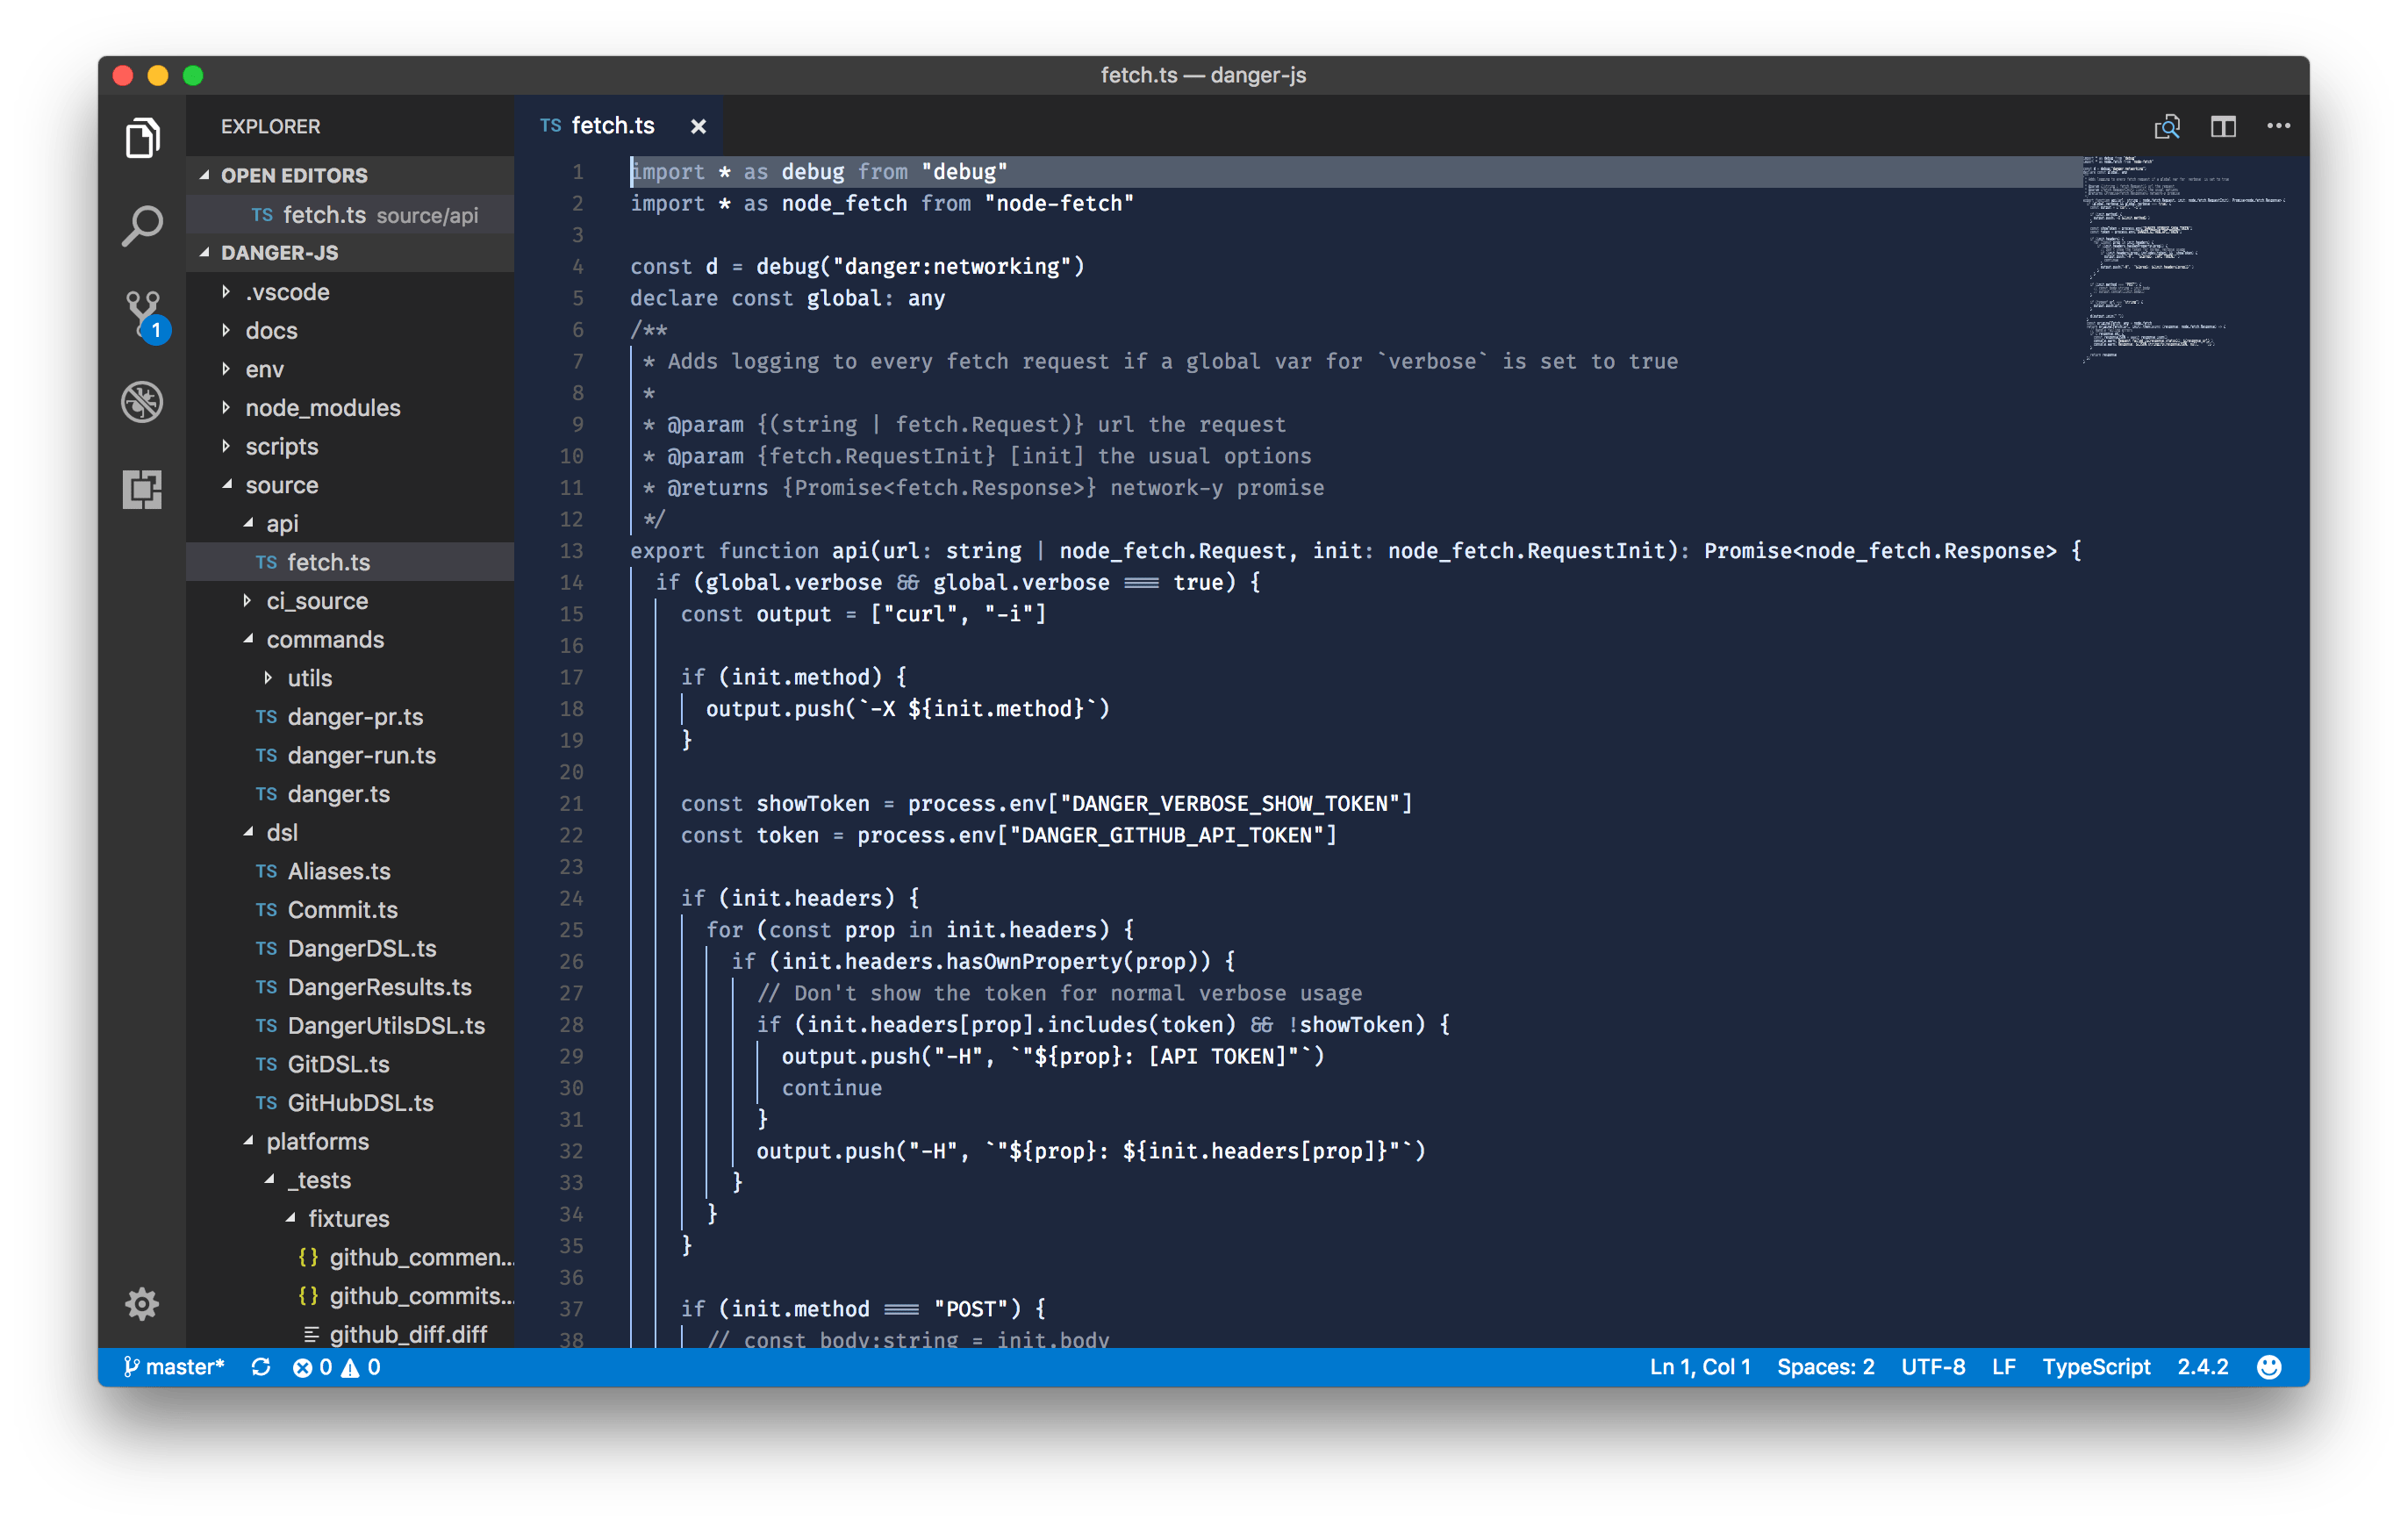 fetch.ts — danger-js
EXPLORER
OPEN EDITORS
TS fetch.ts source/api
DANGER-JS
.vscode
docs
env
node_modules
scripts
source
api
TS fetch.ts
ci_source
commands
utils
TS danger-pr.ts
TS danger-run.ts
TS danger.ts
dsl
TS Aliases.ts
TS Commit.ts
TS DangerDSL.ts
TS DangerResults.ts
TS DangerUtilsDSL.ts
TS GitDSL.ts
TS GitHubDSL.ts
platforms
_tests
fixtures
{} github_commen...
{} github_commits...
github_diff.diff
1
TS fetch.ts ×
1 import * as debug from "debug"
2 import * as node_fetch from "node-fetch"
3
4 const d = debug("danger:networking")
5 declare const global: any
6 /**
7  * Adds logging to every fetch request if a global var for `verbose` is set to true
8  *
9  * @param {(string | fetch.Request)} url the request
10  * @param {fetch.RequestInit} [init] the usual options
11  * @returns {Promise<fetch.Response>} network-y promise
12  */
13 export function api(url: string | node_fetch.Request, init: node_fetch.RequestInit): Promise<node_fetch.Response> {
14   if (global.verbose && global.verbose === true) {
15     const output = ["curl", "-i"]
16
17     if (init.method) {
18       output.push(`-X ${init.method}`)
19     }
20
21     const showToken = process.env["DANGER_VERBOSE_SHOW_TOKEN"]
22     const token = process.env["DANGER_GITHUB_API_TOKEN"]
23
24     if (init.headers) {
25       for (const prop in init.headers) {
26         if (init.headers.hasOwnProperty(prop)) {
27           // Don't show the token for normal verbose usage
28           if (init.headers[prop].includes(token) && !showToken) {
29             output.push("-H", `"${prop}: [API TOKEN]"`)
30             continue
31           }
32           output.push("-H", `"${prop}: ${init.headers[prop]}"`)
33         }
34       }
35     }
36
37     if (init.method === "POST") {
38       // const body:string = init.body
master* 0 0
Ln 1, Col 1 Spaces: 2 UTF-8 LF TypeScript 2.4.2